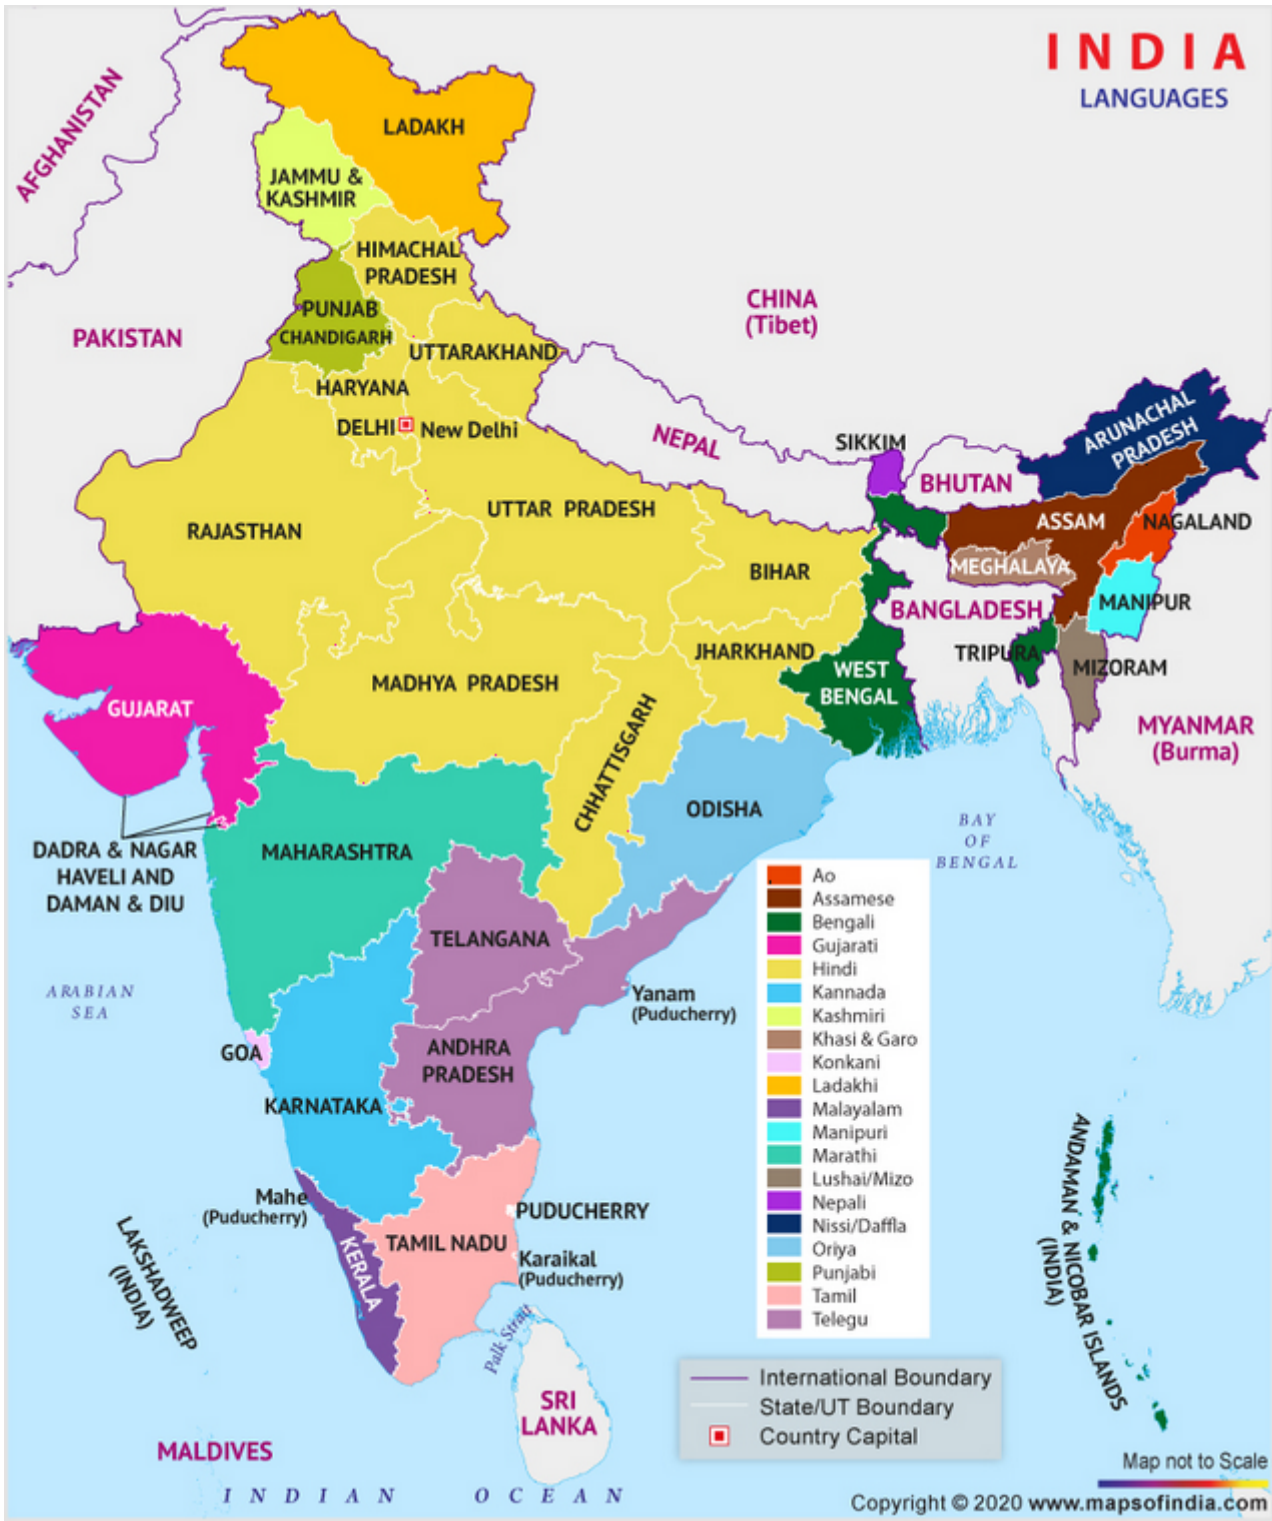 INDIA
LANGUAGES
AFGHANISTAN
LADAKH
JAMMU &
KASHMIR
HIMACHAL
PRADESH
CHINA
(Tibet)
PUNJAB
CHANDIGARH
PAKISTAN
UTTARAKHAND
HARYANA
DELHI
New Delhi
NEPAL
SIKKIM
BHUTAN
ARUNACHAL
PRADESH
RAJASTHAN
UTTAR PRADESH
ASSAM
NAGALAND
BIHAR
MEGHALAYA
BANGLADESH
MANIPUR
JHARKHAND
TRIPURA
MIZORAM
WEST
BENGAL
MADHYA PRADESH
GUJARAT
CHHATTISGARH
MYANMAR
(Burma)
ODISHA
DADRA & NAGAR
HAVELI AND
DAMAN & DIU
MAHARASHTRA
BAY
OF
BENGAL
TELANGANA
ARABIAN
SEA
Yanam
(Puducherry)
GOA
ANDHRA
PRADESH
KARNATAKA
Mahe
(Puducherry)
PUDUCHERRY
TAMIL NADU
KERALA
Karaikal
(Puducherry)
LAKSHADWEEP
(INDIA)
Palk Strait
SRI
LANKA
MALDIVES
INDIAN OCEAN
ANDAMAN & NICOBAR ISLANDS
(INDIA)
Ao
Assamese
Bengali
Gujarati
Hindi
Kannada
Kashmiri
Khasi & Garo
Konkani
Ladakhi
Malayalam
Manipuri
Marathi
Lushai/Mizo
Nepali
Nissi/Daffla
Oriya
Punjabi
Tamil
Telegu
International Boundary
State/UT Boundary
Country Capital
Map not to Scale
Copyright © 2020 www.mapsofindia.com